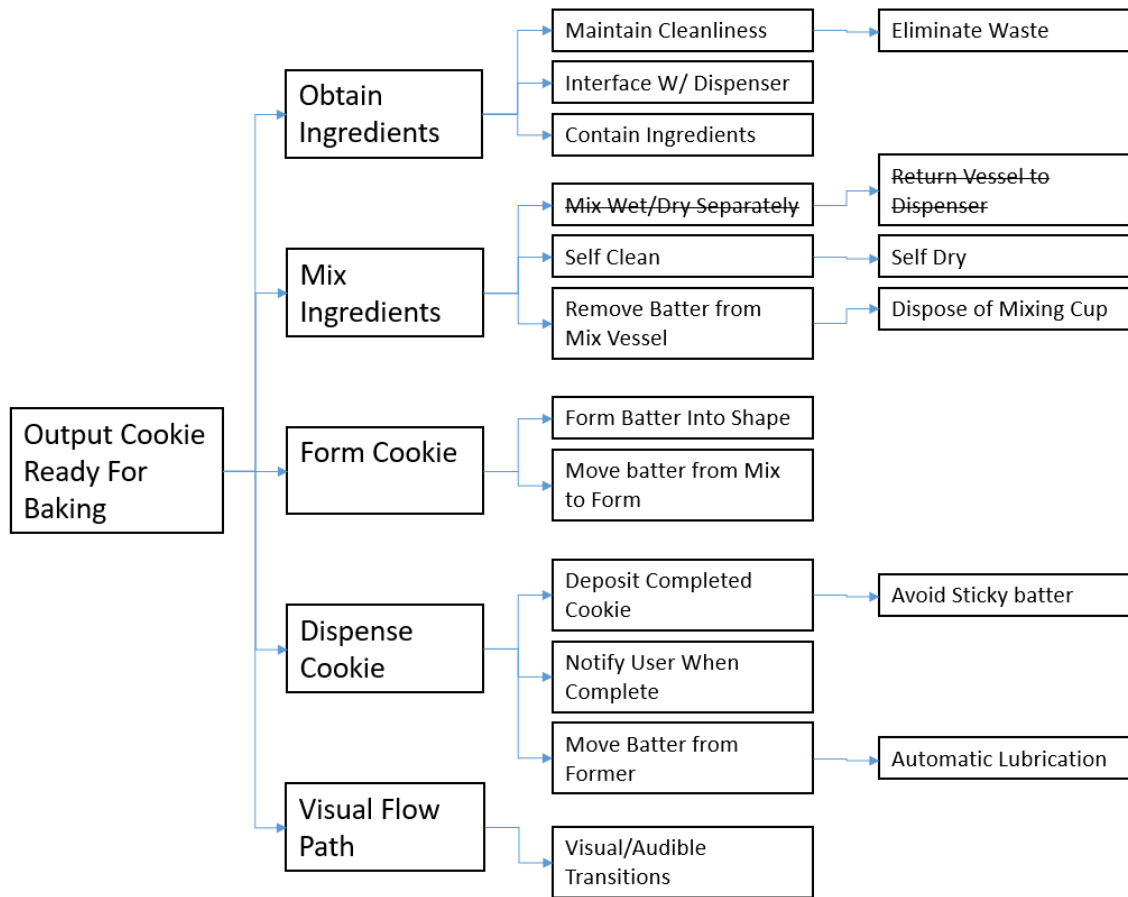 Output Cookie
Ready For
Baking
Obtain
Ingredients
Maintain Cleanliness
Eliminate Waste
Interface W/ Dispenser
Contain Ingredients
Mix
Ingredients
Mix Wet/Dry Separately
Return Vessel to
Dispenser
Self Clean
Self Dry
Remove Batter from
Mix Vessel
Dispose of Mixing Cup
Form Cookie
Form Batter Into Shape
Move batter from Mix
to Form
Dispense
Cookie
Deposit Completed
Cookie
Avoid Sticky batter
Notify User When
Complete
Move Batter from
Former
Automatic Lubrication
Visual Flow
Path
Visual/Audible
Transitions